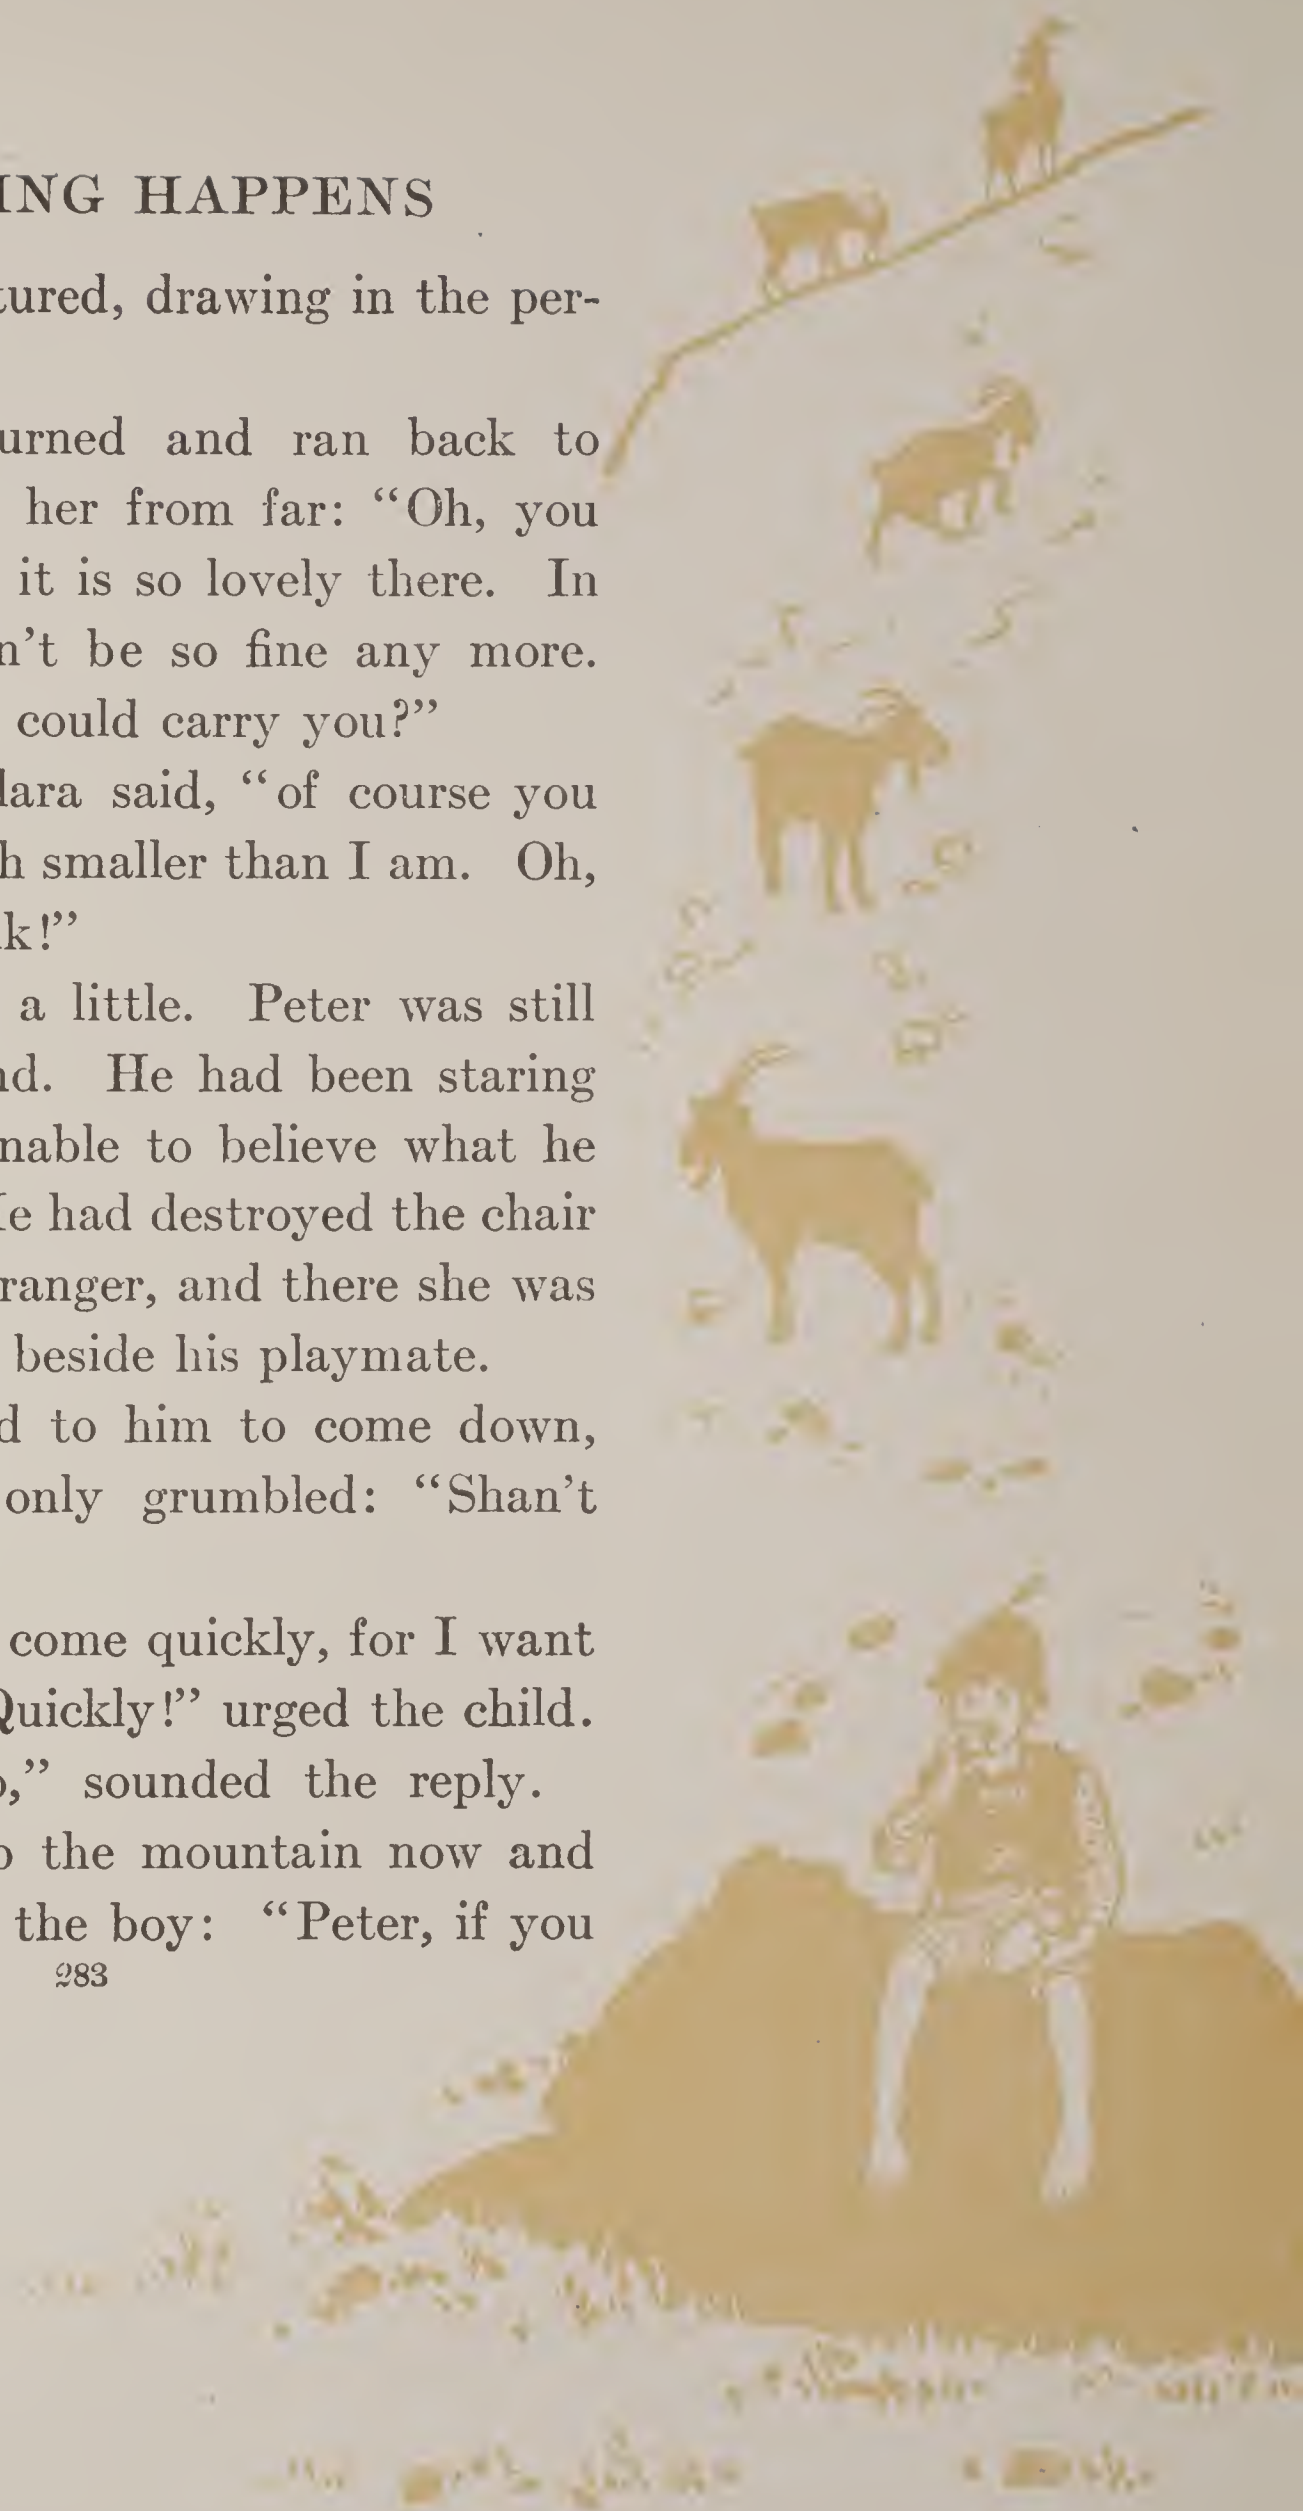 ING HAPPENS
tured, drawing in the per-
urned and ran back to
her from far: “Oh, you
it is so lovely there. In
n't be so fine any more.
could carry you?”
lara said, “of course you
h smaller than I am. Oh,
k!”
a little. Peter was still
nd. He had been staring
nable to believe what he
He had destroyed the chair
ranger, and there she was
beside his playmate.
d to him to come down,
only grumbled: “Shan't
come quickly, for I want
Quickly!” urged the child.
o,” sounded the reply.
o the mountain now and
the boy: “Peter, if you
283